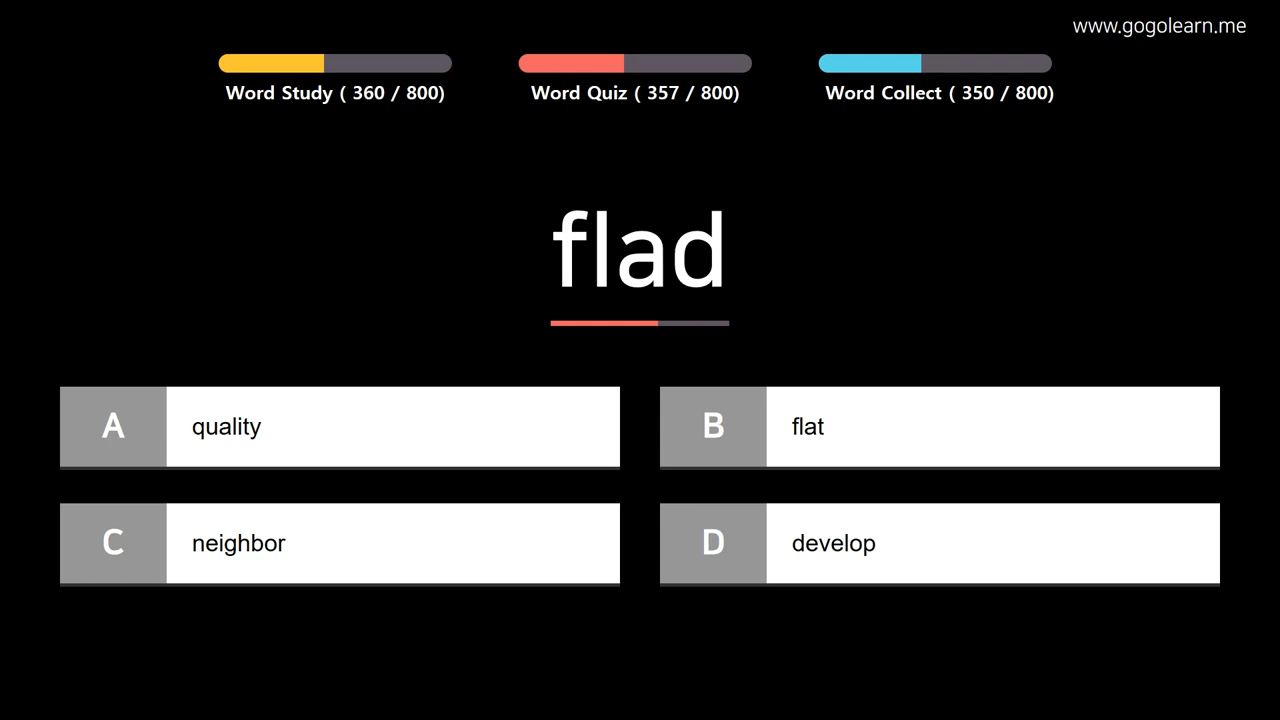 www.gogolearn.me
Word Study ( 360 / 800)
Word Quiz ( 357 / 800)
Word Collect ( 350 / 800)
flad
A quality
B flat
C neighbor
D develop